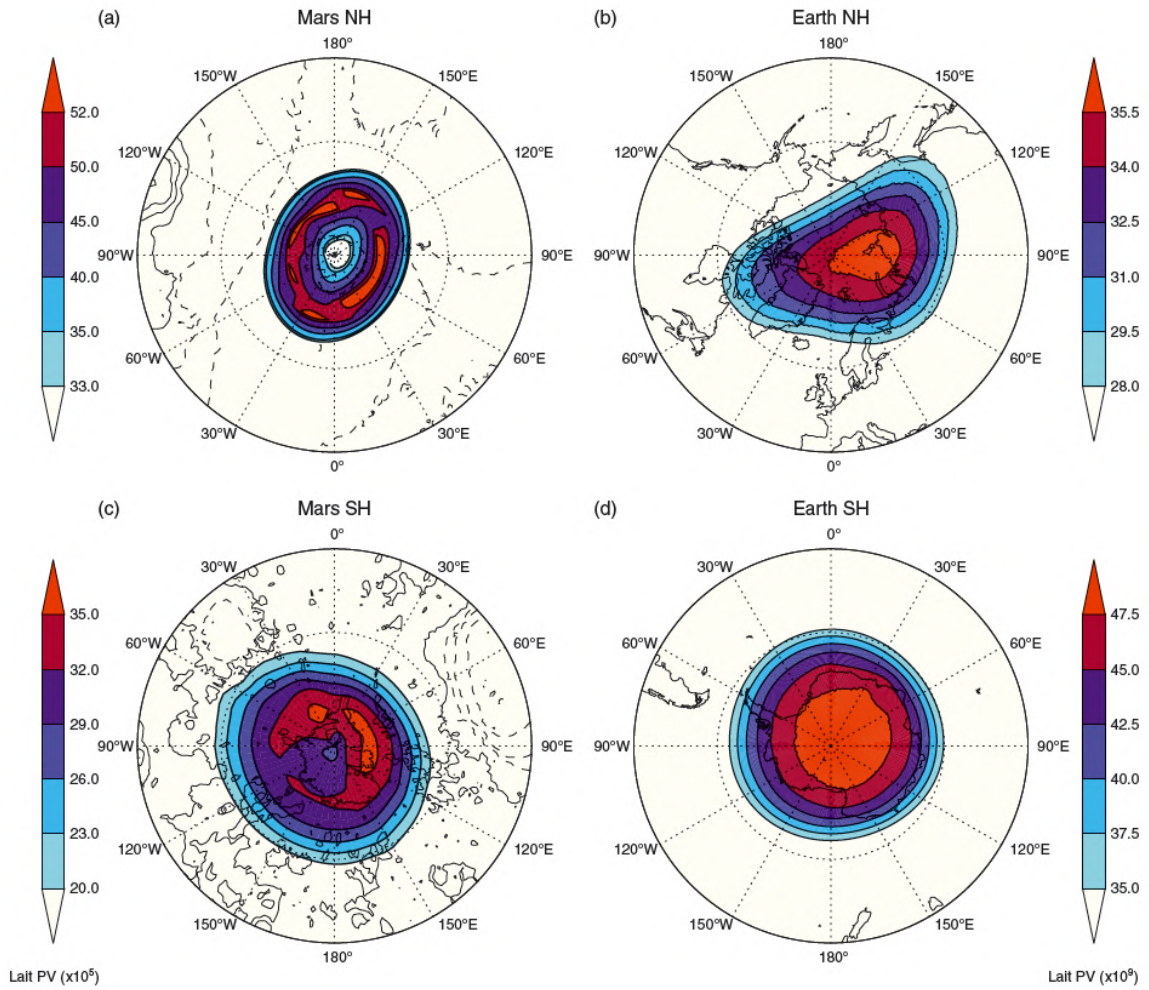 (a) Mars NH
180°
150°W 150°E
120°W 120°E
90°W 90°E
60°W 60°E
30°W 30°E
0°
52.0
50.0
45.0
40.0
35.0
33.0
(b) Earth NH
180°
150°W 150°E
120°W 120°E
90°W 90°E
60°W 60°E
30°W 30°E
0°
35.5
34.0
32.5
31.0
29.5
28.0
(c) Mars SH
0°
30°W 30°E
60°W 60°E
90°W 90°E
120°W 120°E
150°W 150°E
180°
35.0
32.0
29.0
26.0
23.0
20.0
Lait PV (x10⁵)
(d) Earth SH
0°
30°W 30°E
60°W 60°E
90°W 90°E
120°W 120°E
150°W 150°E
180°
47.5
45.0
42.5
40.0
37.5
35.0
Lait PV (x10⁹)